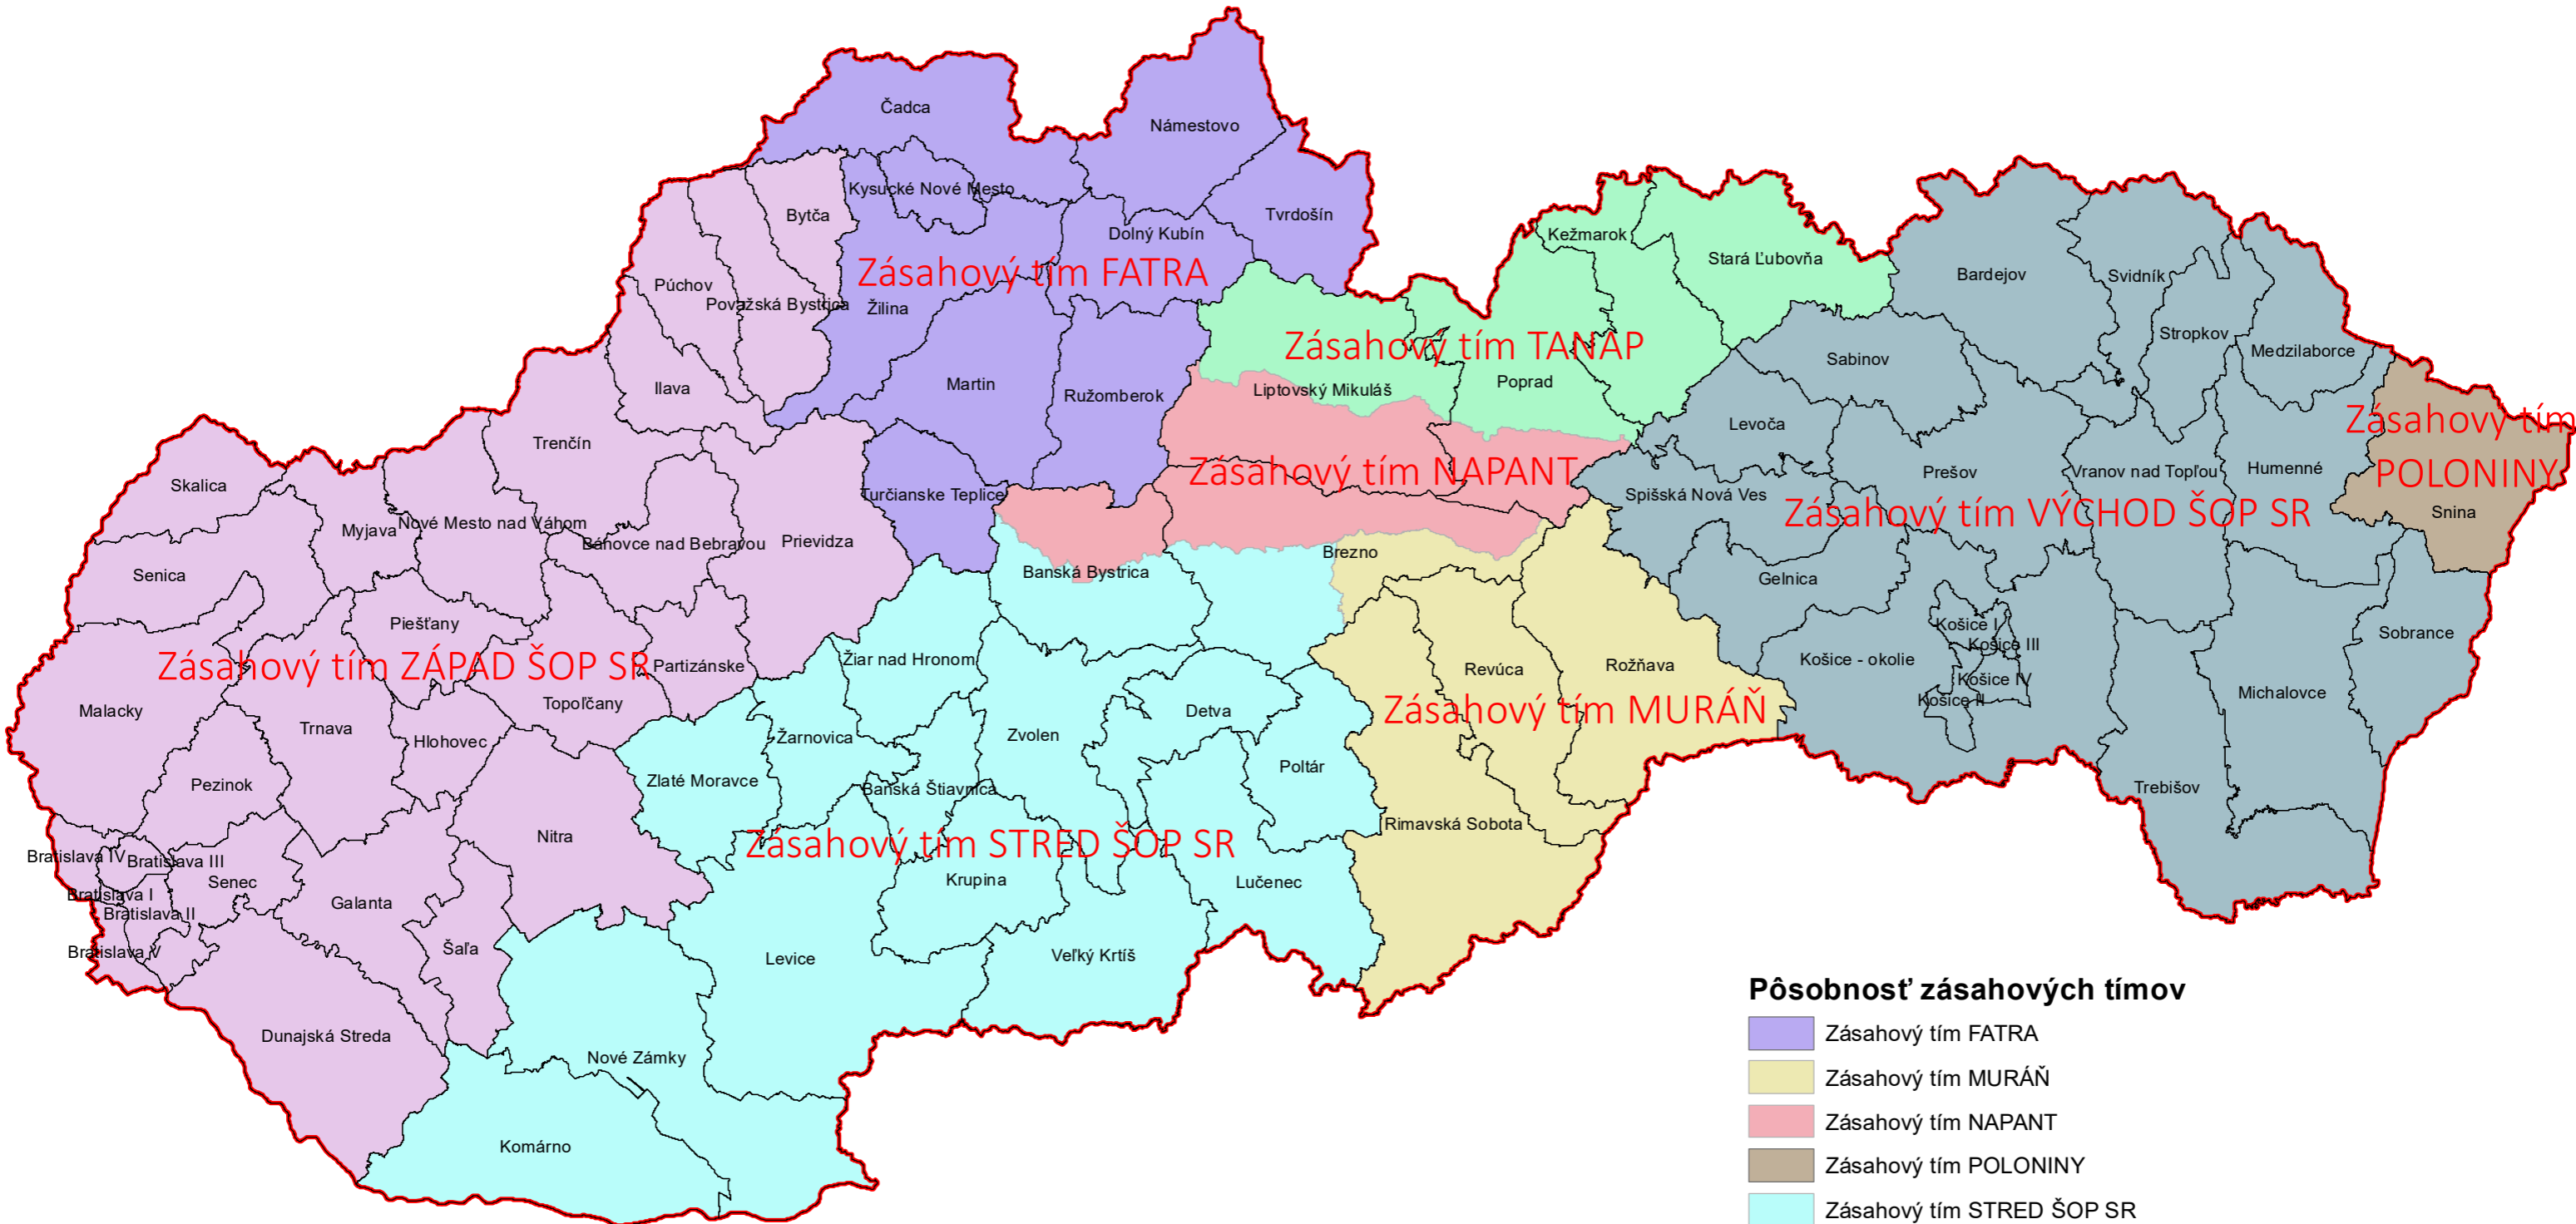 Čadca
Námestovo
Kysucké Nové Mesto
Bytča
Tvrdošín
Dolný Kubín
Kežmarok
Stará Ľubovňa
Zásahový tím FATRA
Púchov
Považská Bystrica
Žilina
Bardejov
Svidník
Stropkov
Medzilaborce
Zásahový tím TANAP
Sabinov
Ilava
Martin
Ružomberok
Liptovský Mikuláš
Poprad
Levoča
Zásahový tím
POLONINY
Snina
Trenčín
Skalica
Turčianske Teplice
Zásahový tím NAPANT
Spišská Nová Ves
Prešov
Vranov nad Topľou
Humenné
Zásahový tím VÝCHOD ŠOP SR
Myjava
Nové Mesto nad Váhom
Bánovce nad Bebravou
Prievidza
Senica
Banská Bystrica
Brezno
Gelnica
Piešťany
Košice I
Košice III
Sobrance
Zásahový tím ZÁPAD ŠOP SR
Partizánske
Žiar nad Hronom
Revúca
Rožňava
Košice - okolie
Košice IV
Košice II
Michalovce
Malacky
Topoľčany
Trnava
Hlohovec
Žarnovica
Zvolen
Detva
Zásahový tím MURÁŇ
Poltár
Pezinok
Zlaté Moravce
Banská Štiavnica
Trebišov
Nitra
Zásahový tím STRED ŠOP SR
Rimavská Sobota
Bratislava IV
Bratislava III
Senec
Bratislava I
Bratislava II
Galanta
Krupina
Lučenec
Bratislava V
Šaľa
Levice
Veľký Krtíš
Dunajská Streda
Nové Zámky
Komárno
Pôsobnosť zásahových tímov
Zásahový tím FATRA
Zásahový tím MURÁŇ
Zásahový tím NAPANT
Zásahový tím POLONINY
Zásahový tím STRED ŠOP SR